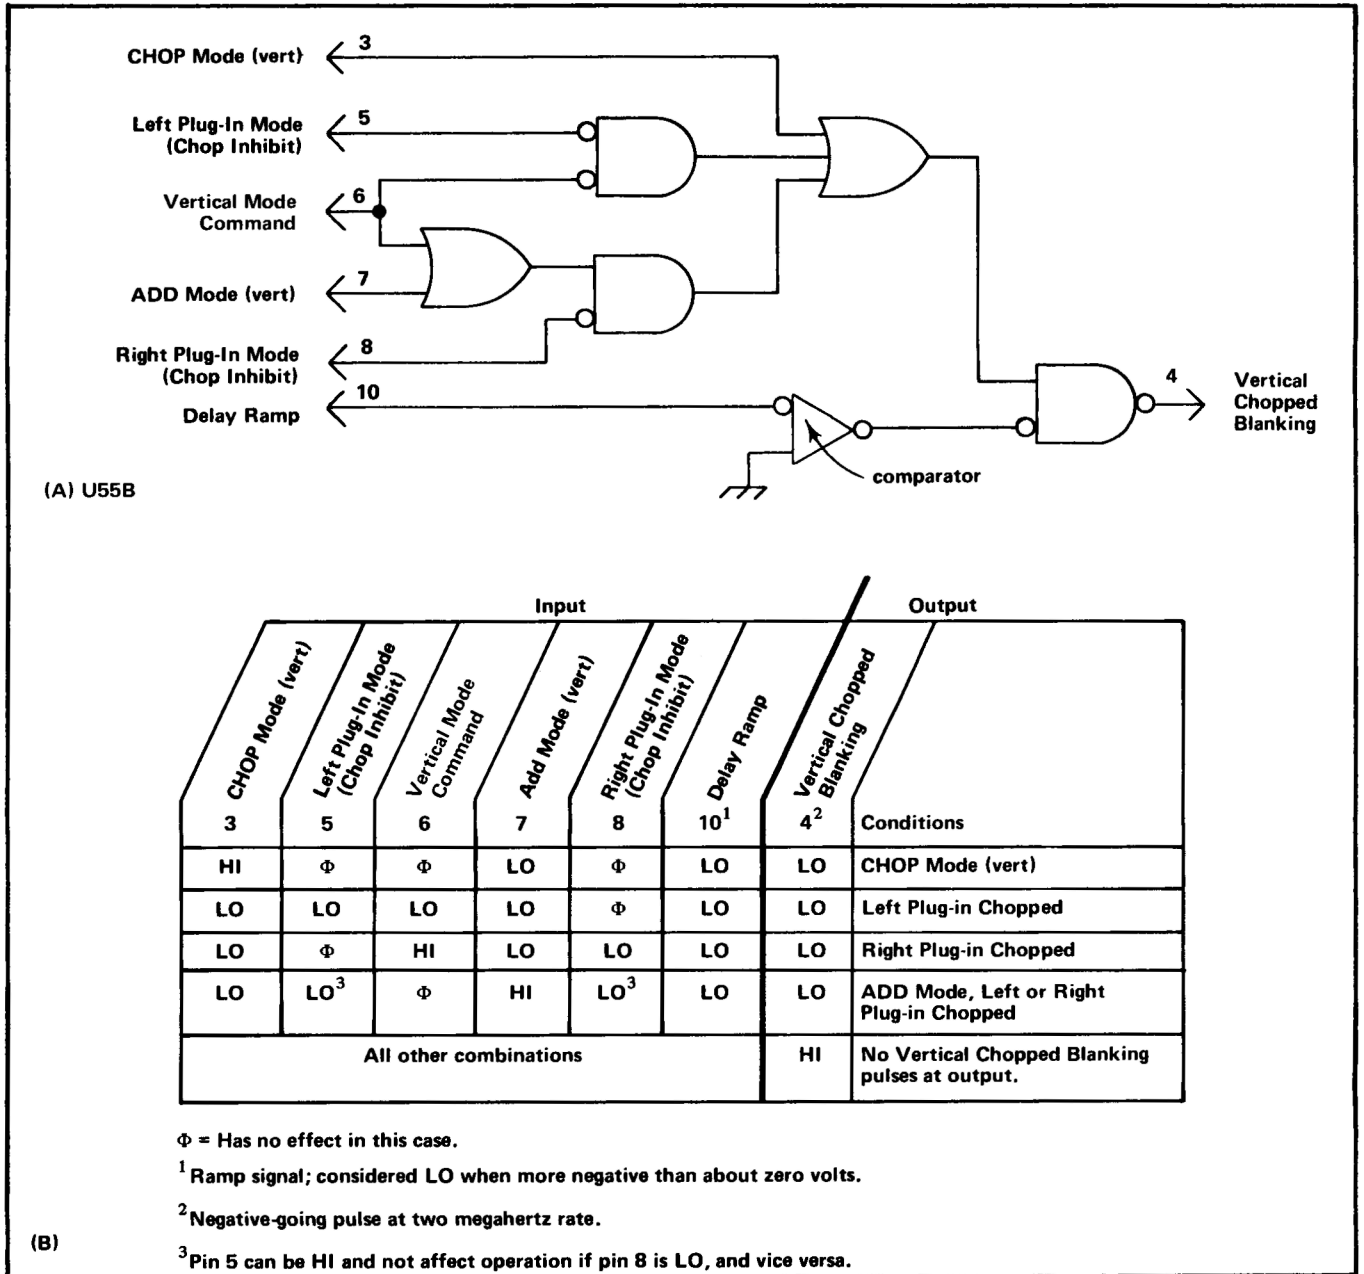 CHOP Mode (vert)
3
Left Plug-In Mode
(Chop Inhibit)
5
Vertical Mode
Command
6
ADD Mode (vert)
7
Right Plug-In Mode
(Chop Inhibit)
8
Delay Ramp
10
4
Vertical
Chopped
Blanking
comparator
(A) U55B
Input
Output
CHOP Mode (vert)
Left Plug-In Mode
(Chop Inhibit)
Vertical Mode
Command
Add Mode (vert)
Right Plug-In Mode
(Chop Inhibit)
Delay Ramp
Vertical Chopped
Blanking
3 5 6 7 8 10¹ 4² Conditions
HI Φ Φ LO Φ LO LO CHOP Mode (vert)
LO LO LO LO Φ LO LO Left Plug-in Chopped
LO Φ HI LO LO LO LO Right Plug-in Chopped
LO LO³ Φ HI LO³ LO LO ADD Mode, Left or Right
Plug-in Chopped
All other combinations HI No Vertical Chopped Blanking
pulses at output.
Φ = Has no effect in this case.
¹ Ramp signal; considered LO when more negative than about zero volts.
² Negative-going pulse at two megahertz rate.
(B)
³ Pin 5 can be HI and not affect operation if pin 8 is LO, and vice versa.